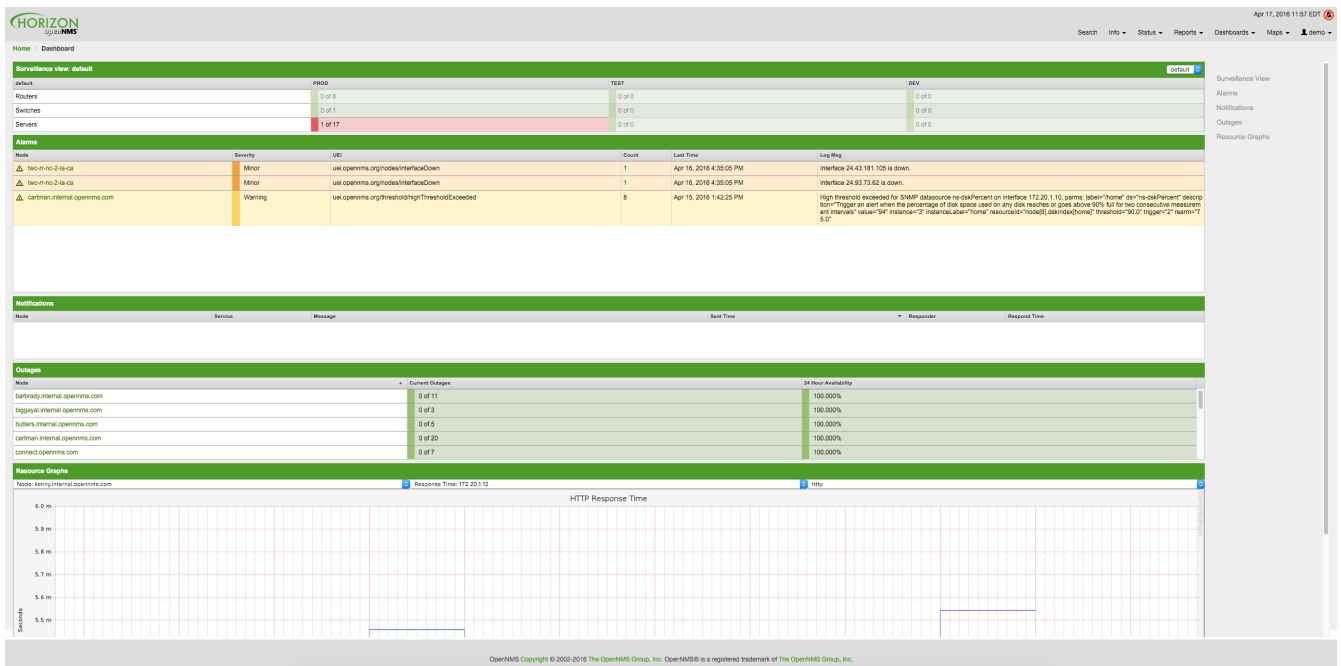 HORIZON
openNMS
Apr 17, 2016 11:57 EDT
Search Info Status Reports Dashboards Maps demo
Home / Dashboard
Surveillance view: default default
default PROD TEST DEV
Routers 0 of 8 0 of 0 0 of 0
Switches 0 of 1 0 of 0 0 of 0
Servers 1 of 17 0 of 0 0 of 0
Surveillance View
Alarms
Notifications
Outages
Resource Graphs
Alarms
Node Severity UEI Count Last Time Log Msg
twc-rr-nc-2-la-ca Minor uei.opennms.org/nodes/interfaceDown 1 Apr 16, 2016 4:35:05 PM Interface 24.43.181.105 is down.
twc-rr-nc-2-la-ca Minor uei.opennms.org/nodes/interfaceDown 1 Apr 16, 2016 4:35:05 PM Interface 24.93.73.62 is down.
cartman.internal.opennms.com Warning uei.opennms.org/threshold/highThresholdExceeded 8 Apr 15, 2016 1:42:25 PM High threshold exceeded for SNMP datasource ns-dskPercent on interface 172.20.1.10, parms: label="/home" ds="ns-dskPercent" descrip
tion="Trigger an alert when the percentage of disk space used on any disk reaches or goes above 90% full for two consecutive measurem
ent intervals" value="94" instance="3" instanceLabel="home" resourceId="node[9].dskIndex[home]" threshold="90.0" trigger="2" rearm="7
5.0"
Notifications
Node Service Message Sent Time Responder Respond Time
Outages
Node Current Outages 24 Hour Availability
barbrady.internal.opennms.com 0 of 11 100.000%
biggayal.internal.opennms.com 0 of 3 100.000%
butters.internal.opennms.com 0 of 5 100.000%
cartman.internal.opennms.com 0 of 20 100.000%
connect.opennms.com 0 of 7 100.000%
Resource Graphs
Node: kenny.internal.opennms.com Response Time: 172.20.1.12 http
HTTP Response Time
6.0 m
5.9 m
5.8 m
5.7 m
5.6 m
5.5 m
Seconds
OpenNMS Copyright © 2002-2016 The OpenNMS Group, Inc. OpenNMS® is a registered trademark of The OpenNMS Group, Inc.